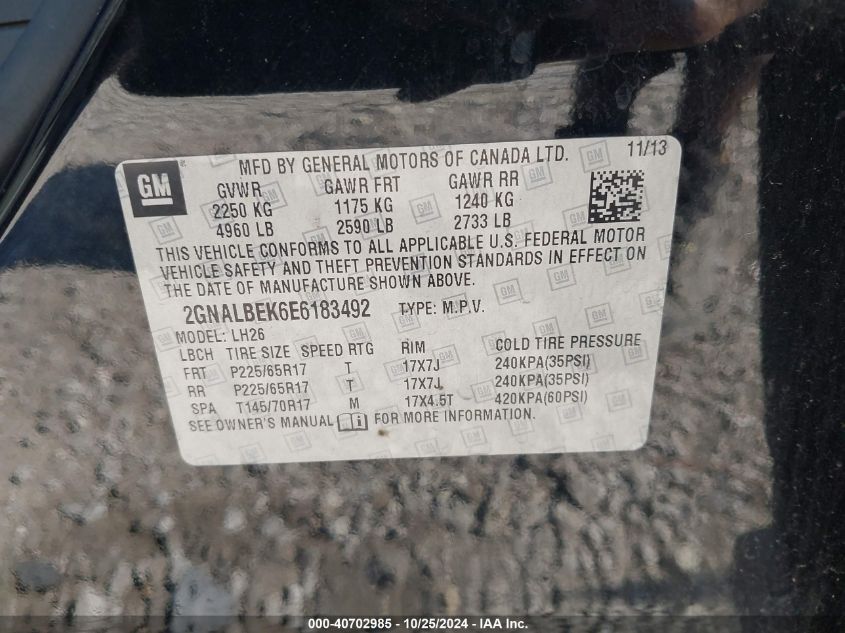 GM
MFD BY GENERAL MOTORS OF CANADA LTD. 11/13
GVWR GAWR FRT GAWR RR
2250 KG 1175 KG 1240 KG
4960 LB 2590 LB 2733 LB
THIS VEHICLE CONFORMS TO ALL APPLICABLE U.S. FEDERAL MOTOR
VEHICLE SAFETY AND THEFT PREVENTION STANDARDS IN EFFECT ON
THE DATE OF MANUFACTURE SHOWN ABOVE.
2GNALBEK6E6183492 TYPE: M.P.V.
MODEL: LH26
LBCH TIRE SIZE SPEED RTG RIM COLD TIRE PRESSURE
FRT P225/65R17 T 17X7J 240KPA(35PSI)
RR P225/65R17 T 17X7J 240KPA(35PSI)
SPA T145/70R17 M 17X4.5T 420KPA(60PSI)
SEE OWNER'S MANUAL FOR MORE INFORMATION.
000-40702985 - 10/25/2024 - IAA Inc.